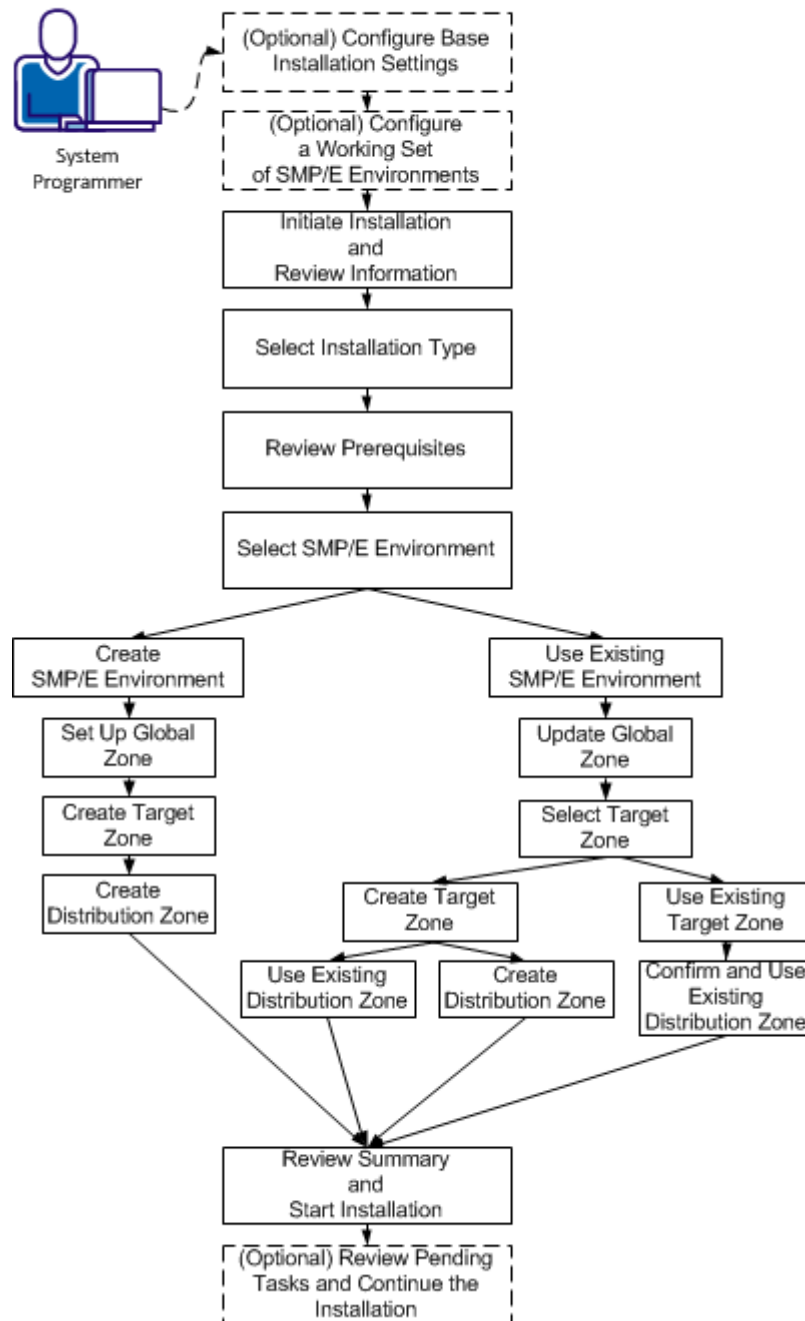 (Optional) Configure Base
Installation Settings
System
Programmer
(Optional) Configure
a Working Set
of SMP/E Environments
Initiate Installation
and
Review Information
Select Installation Type
Review Prerequisites
Select SMP/E Environment
Create
SMP/E Environment
Use Existing
SMP/E Environment
Set Up Global
Zone
Update Global
Zone
Create Target
Zone
Select Target
Zone
Create
Distribution Zone
Create Target
Zone
Use Existing
Target Zone
Use Existing
Distribution Zone
Create
Distribution Zone
Confirm and Use
Existing
Distribution Zone
Review Summary
and
Start Installation
(Optional) Review Pending
Tasks and Continue the
Installation